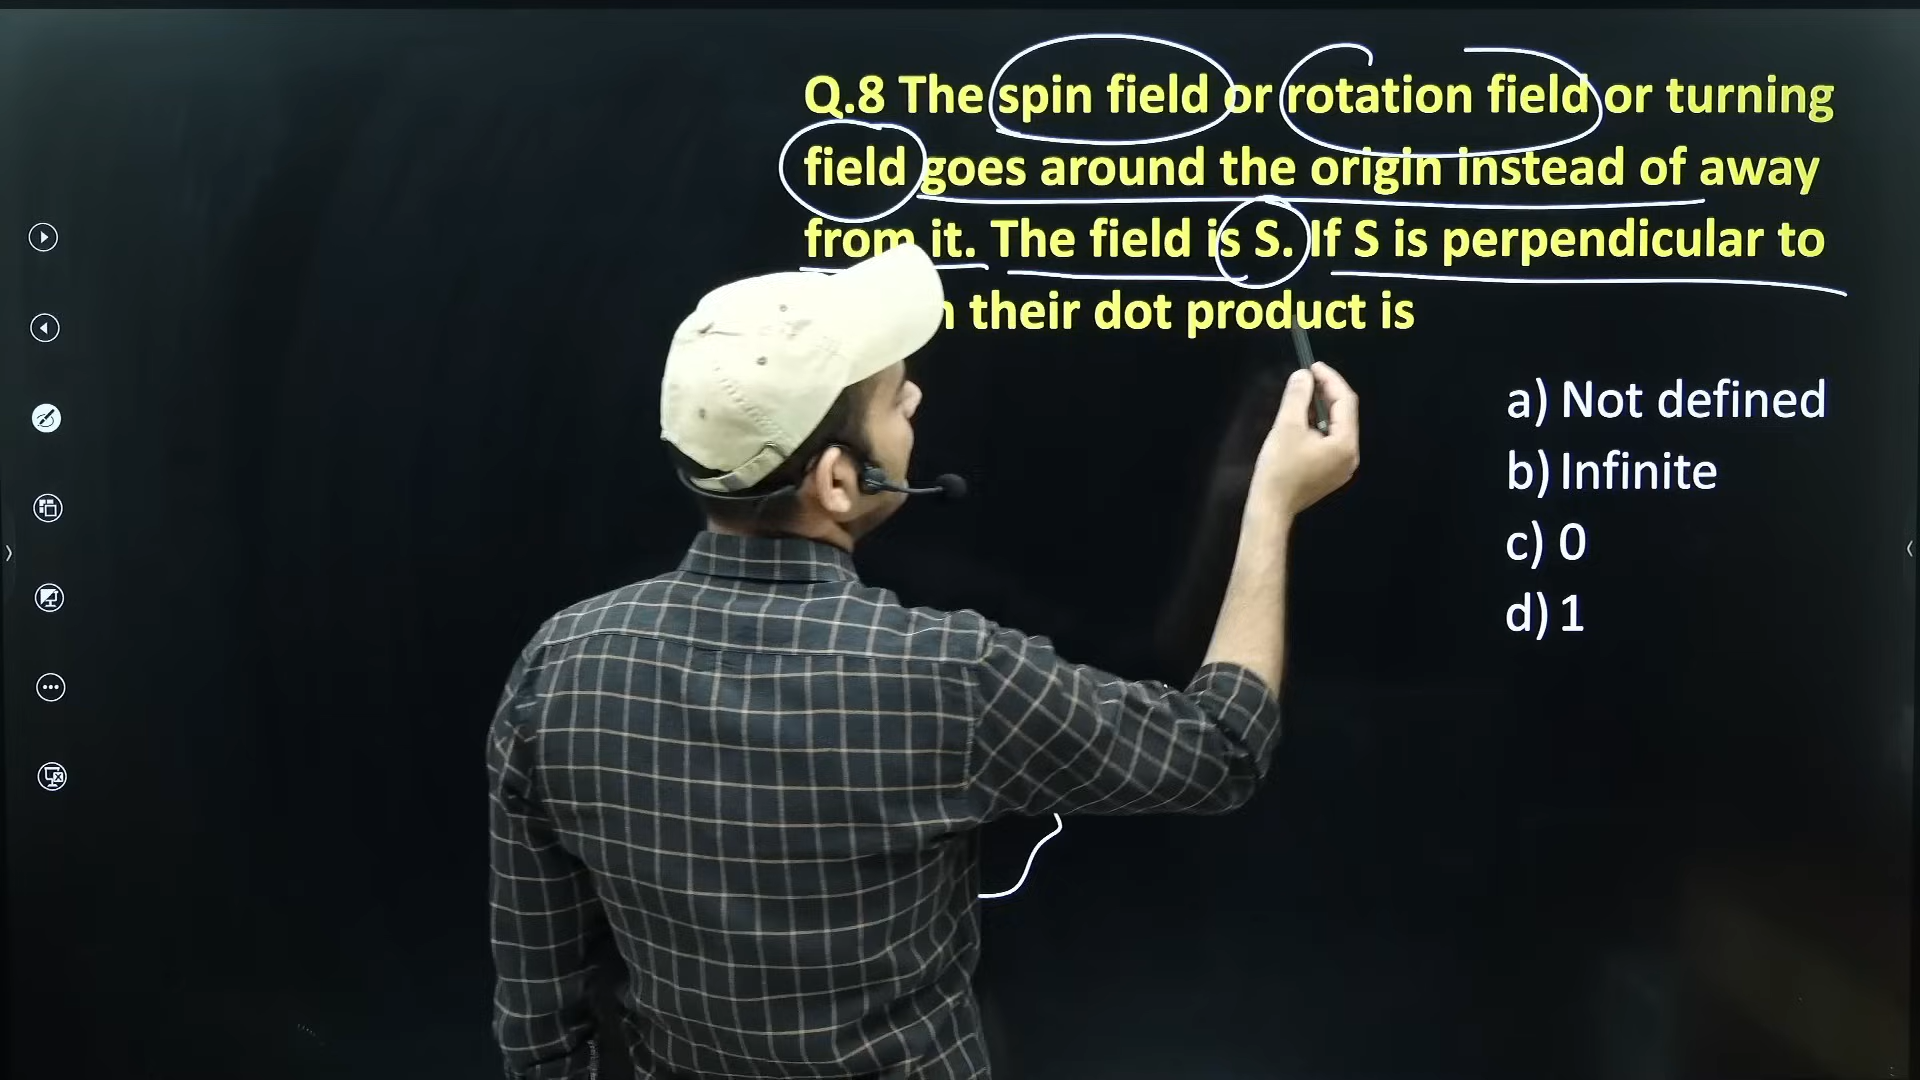 Q.8 The spin field or rotation field or turning
field goes around the origin instead of away
from it. The field is S. If S is perpendicular to
their dot product is
a) Not defined
b) Infinite
c) 0
d) 1